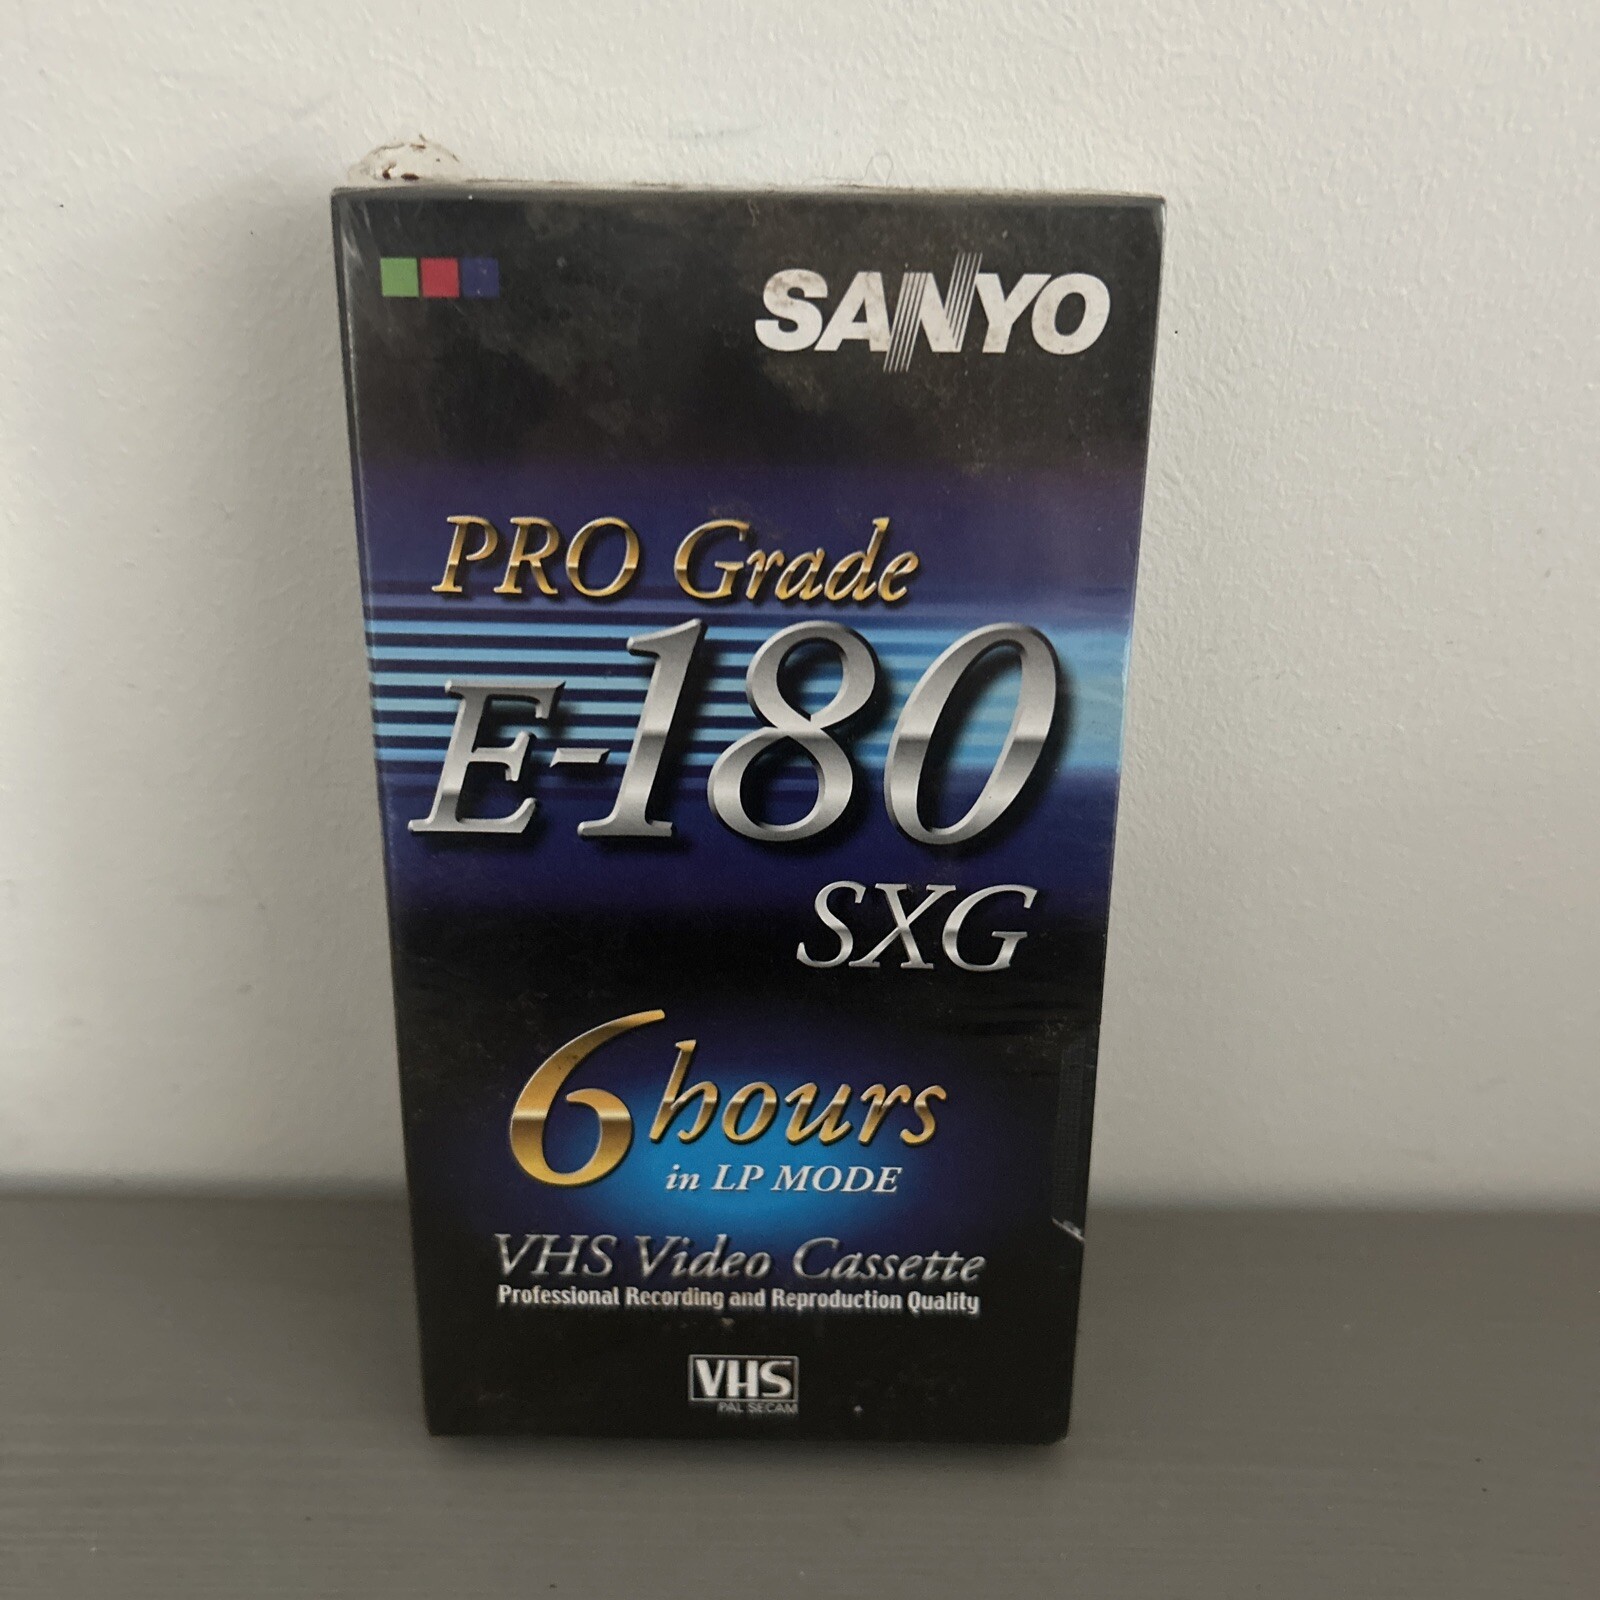 SANYO
PRO Grade
E-180
SXG
6 hours
in LP MODE
VHS Video Cassette
Professional Recording and Reproduction Quality
VHS
PAL SECAM